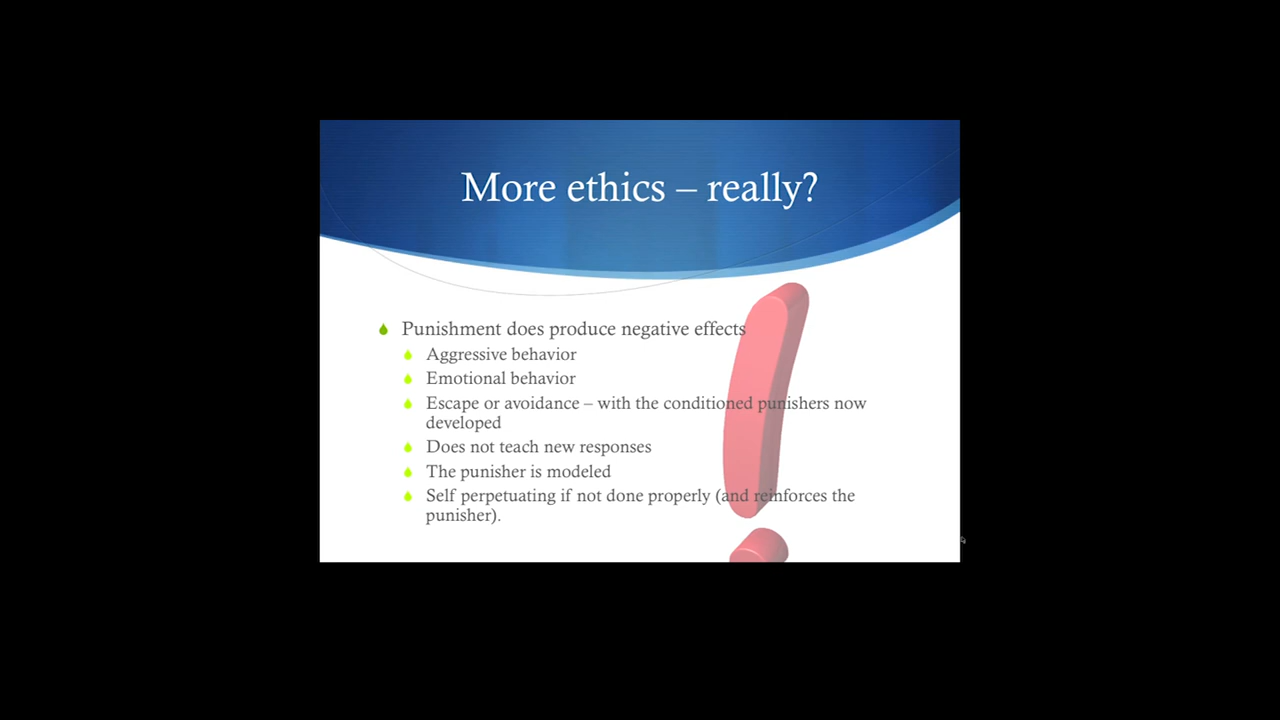 More ethics – really?
Punishment does produce negative effects
Aggressive behavior
Emotional behavior
Escape or avoidance – with the conditioned punishers now
developed
Does not teach new responses
The punisher is modeled
Self perpetuating if not done properly (and reinforces the
punisher).